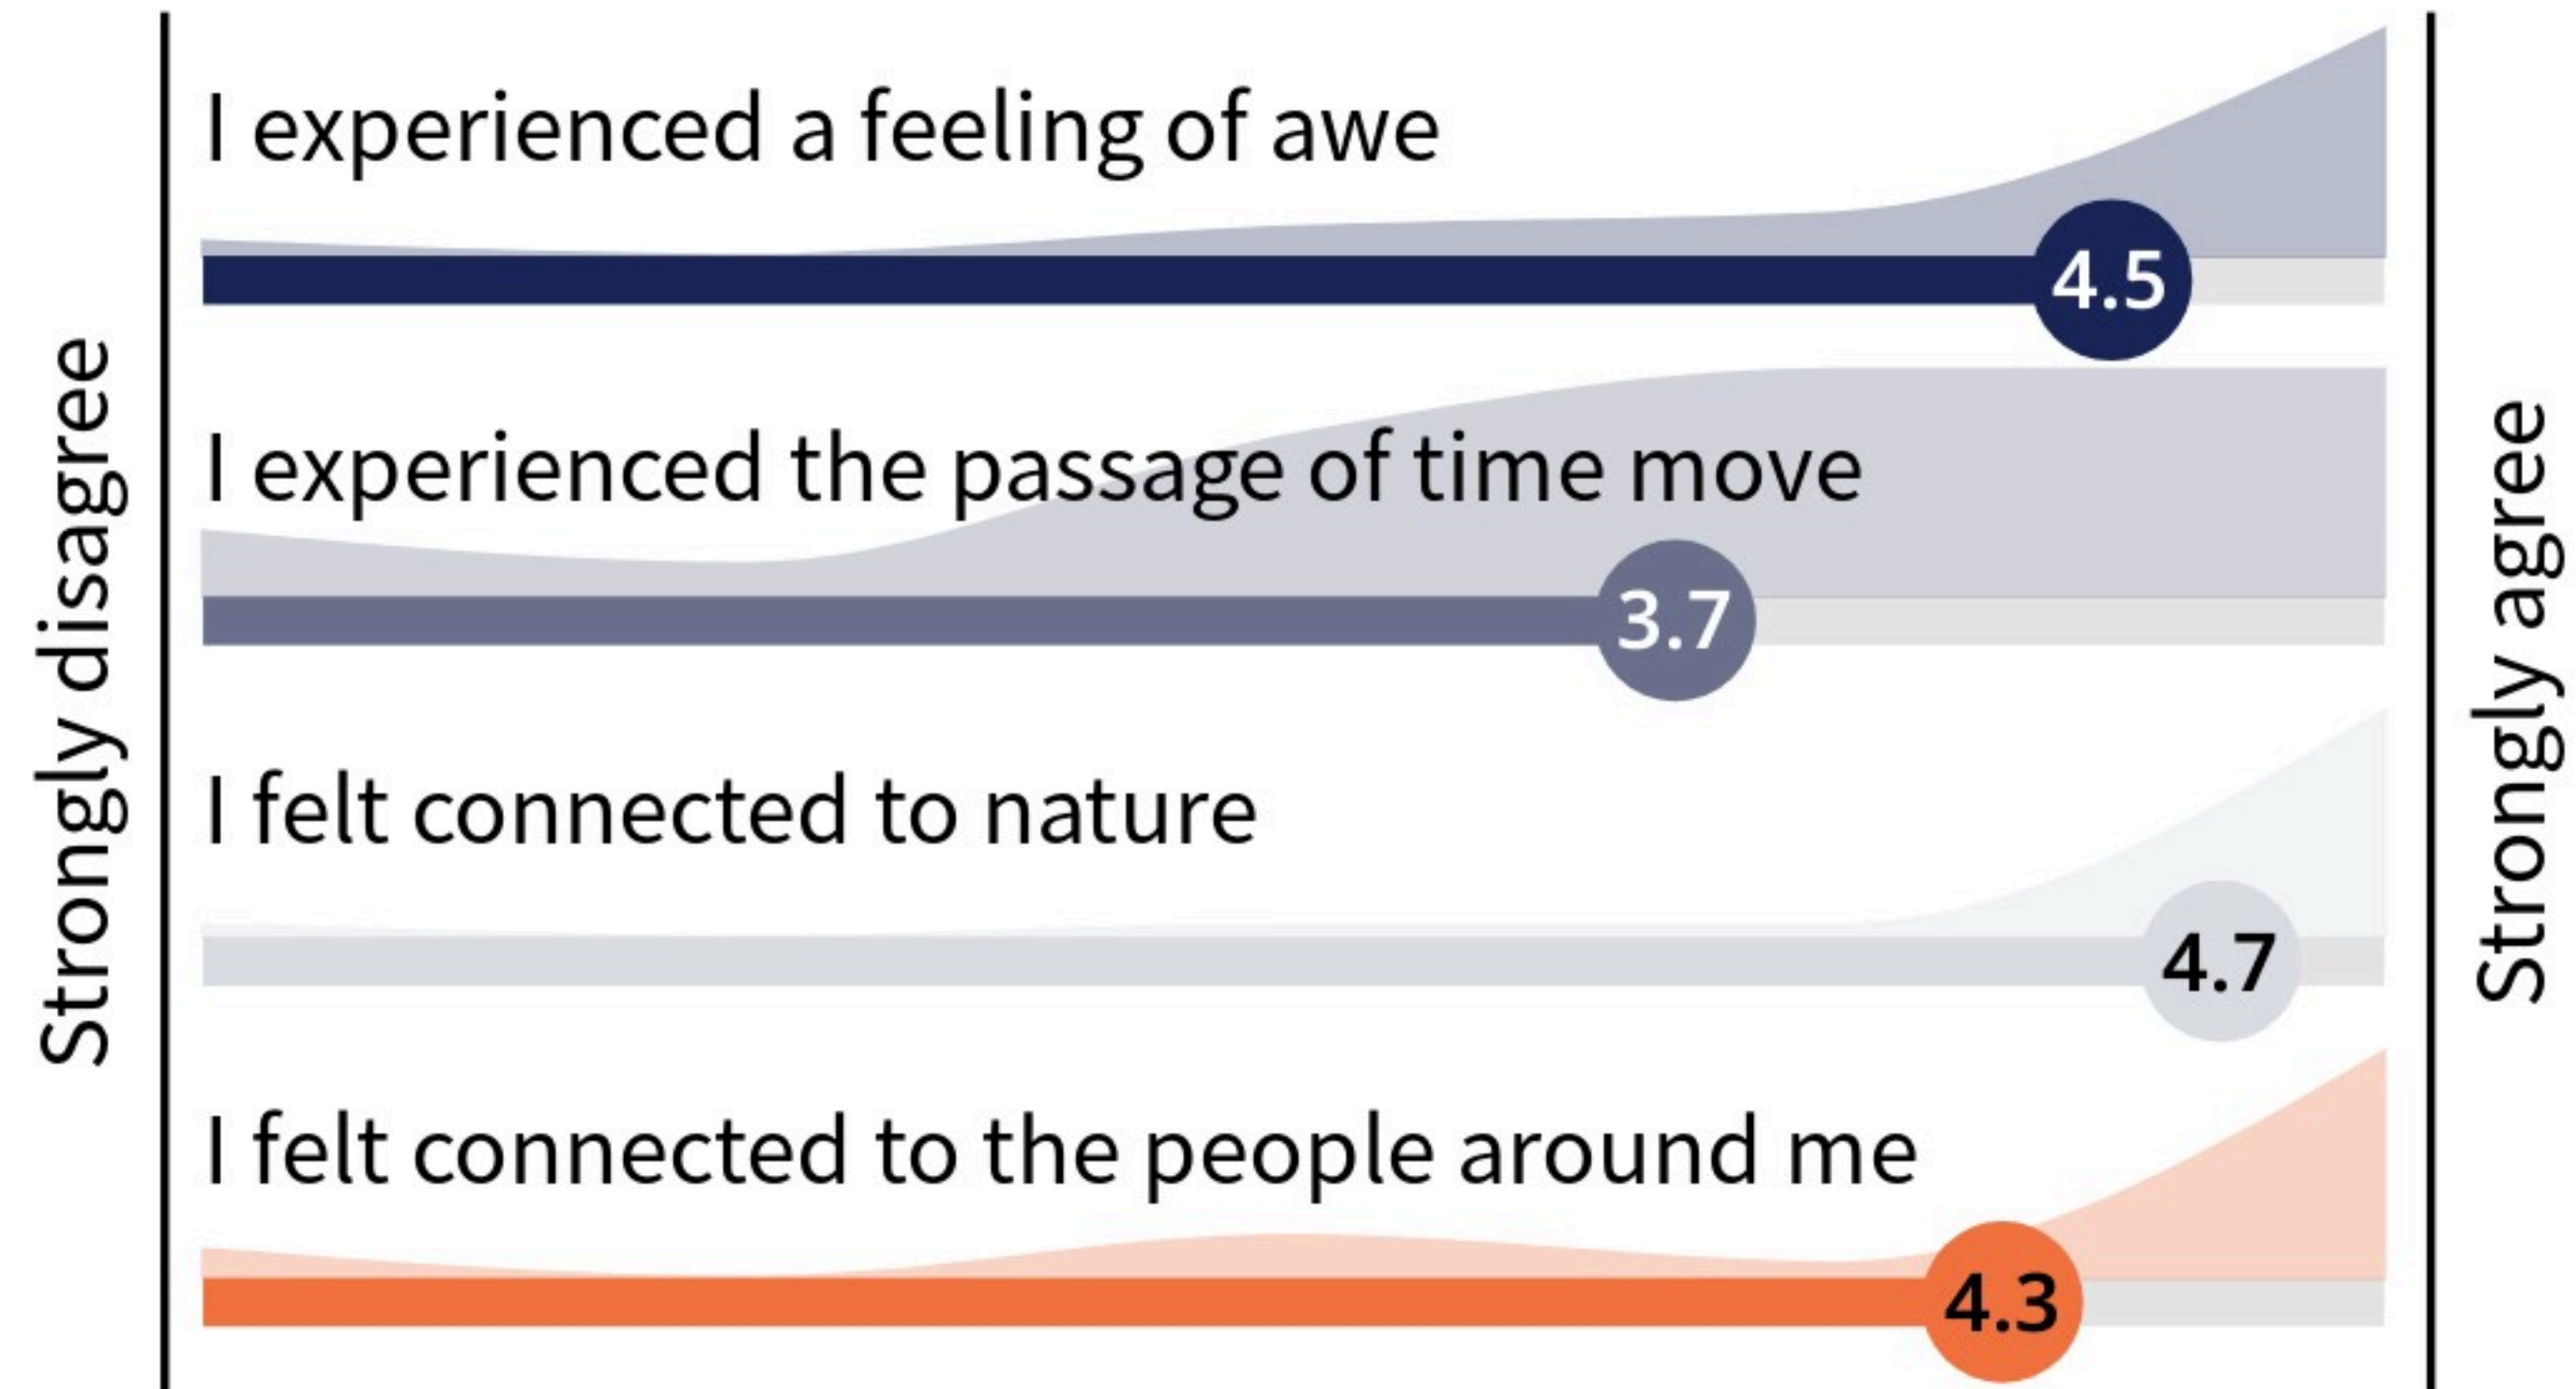 Strongly disagree
I experienced a feeling of awe
4.5
I experienced the passage of time move
3.7
I felt connected to nature
4.7
I felt connected to the people around me
4.3
Strongly agree